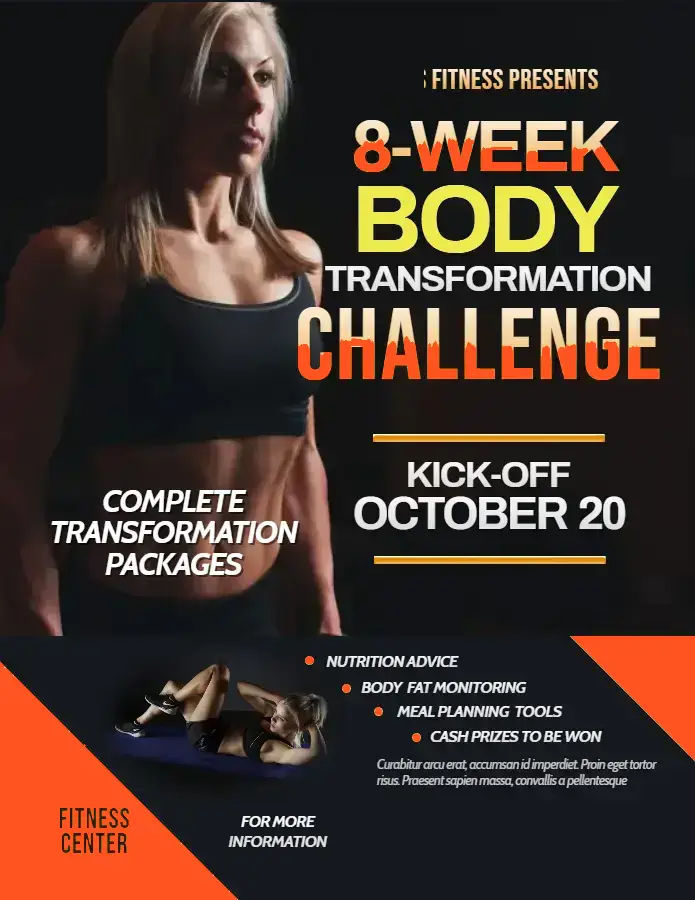 FITNESS PRESENTS
8-WEEK
BODY
TRANSFORMATION
CHALLENGE
KICK-OFF
OCTOBER 20
COMPLETE
TRANSFORMATION
PACKAGES
NUTRITION ADVICE
BODY FAT MONITORING
MEAL PLANNING TOOLS
CASH PRIZES TO BE WON
Curabitur arcu erat, accumsan id imperdiet. Proin eget tortor
risus. Praesent sapien massa, convallis a pellentesque
FITNESS
CENTER
FOR MORE
INFORMATION